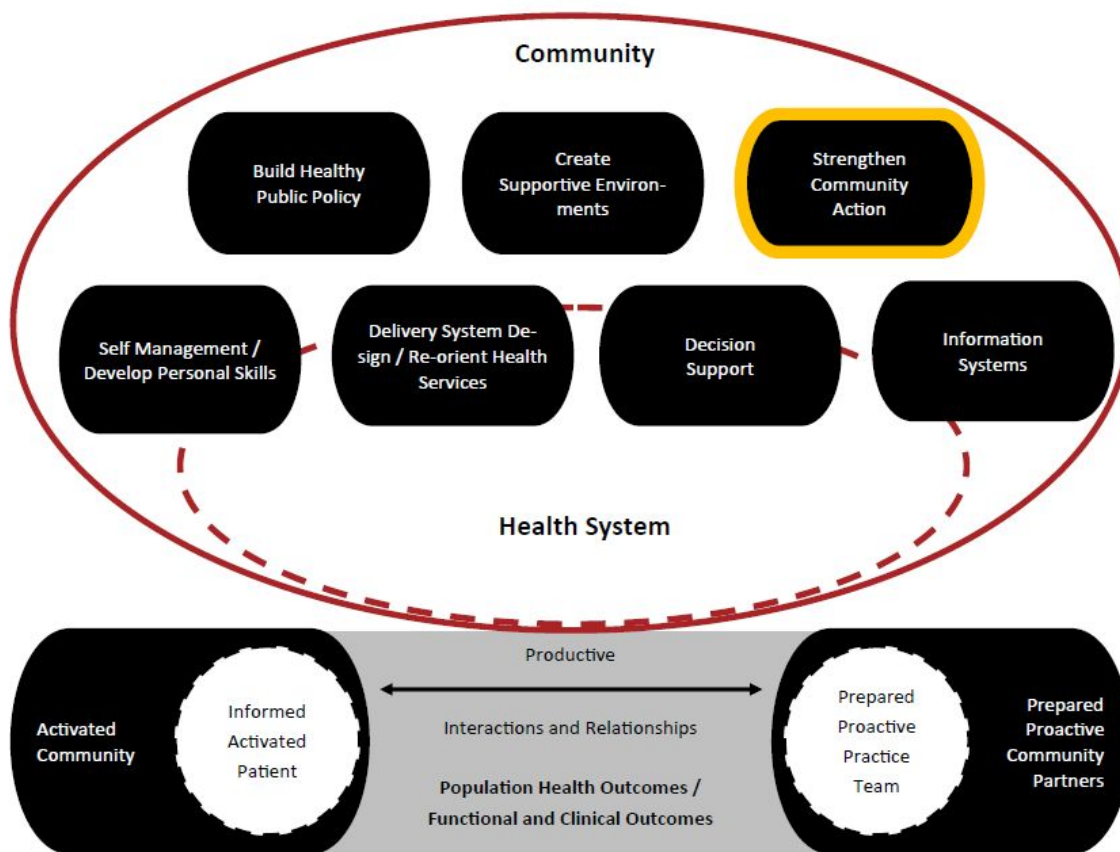 Community
Build Healthy
Public Policy
Create
Supportive Environ-
ments
Strengthen
Community
Action
Self Management /
Develop Personal Skills
Delivery System De-
sign / Re-orient Health
Services
Decision
Support
Information
Systems
Health System
Activated
Community
Informed
Activated
Patient
Productive
Interactions and Relationships
Population Health Outcomes /
Functional and Clinical Outcomes
Prepared
Proactive
Practice
Team
Prepared
Proactive
Community
Partners